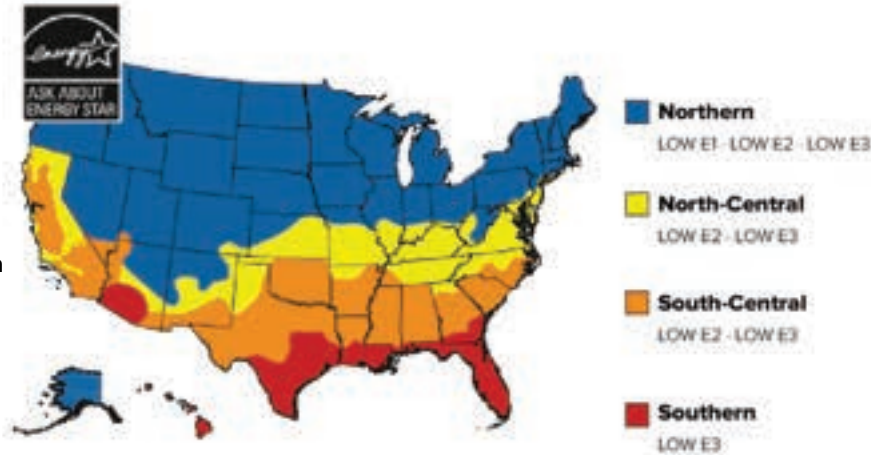 energy
ASK ABOUT
ENERGY STAR
Northern
LOW E1 - LOW E2 - LOW E3
North-Central
LOW E2 - LOW E3
South-Central
LOW E2 - LOW E3
Southern
LOW E3